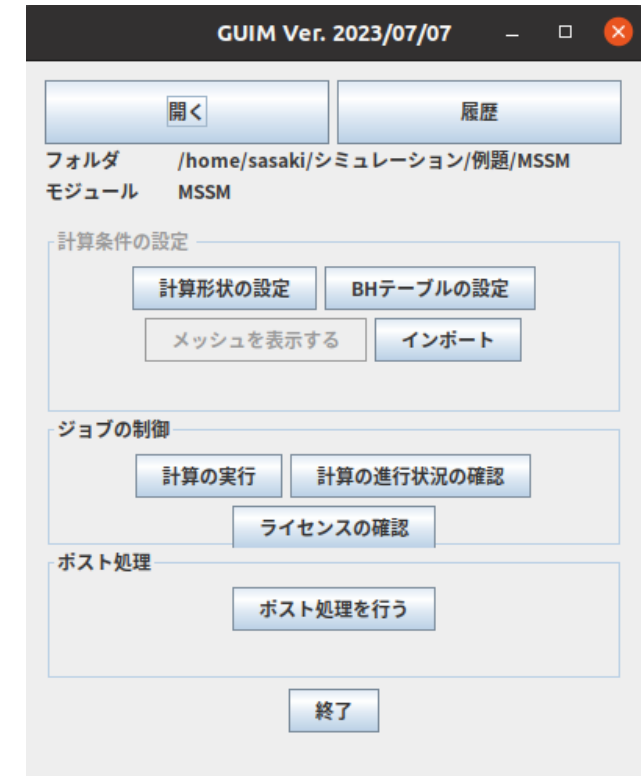 GUIM Ver. 2023/07/07
開く 履歴
フォルダ /home/sasaki/シミュレーション/例題/MSSM
モジュール MSSM
計算条件の設定
計算形状の設定 BHテーブルの設定
メッシュを表示する インポート
ジョブの制御
計算の実行 計算の進行状況の確認
ライセンスの確認
ポスト処理
ポスト処理を行う
終了